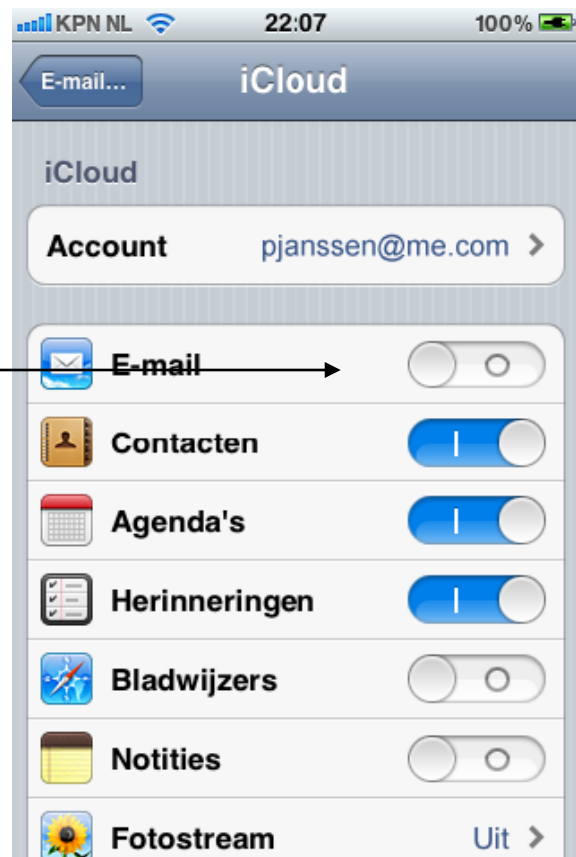 KPN NL 22:07 100%
E-mail... iCloud
iCloud
Account pjanssen@me.com
E-mail
Contacten
Agenda's
Herinneringen
Bladwijzers
Notities
Fotostream Uit